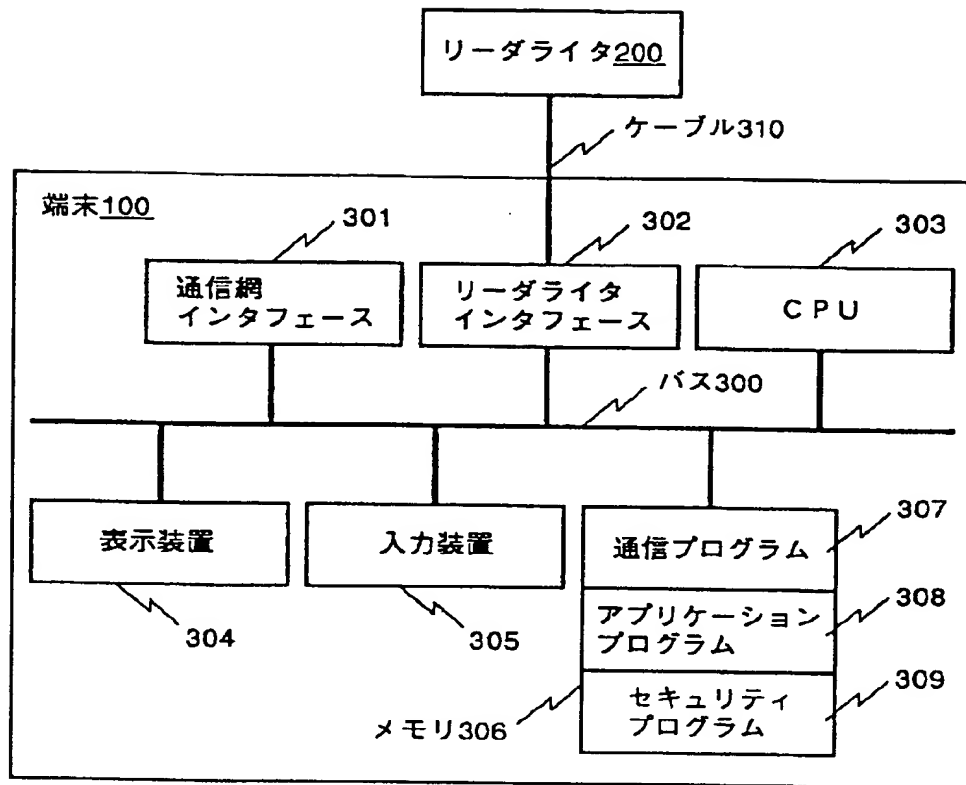 リーダライタ200
ケーブル310
端末100
301
302
303
通信網
インタフェース
リーダライタ
インタフェース
CPU
バス300
表示装置
入力装置
通信プログラム
307
アプリケーション
プログラム
308
セキュリティ
プログラム
309
304
305
メモリ306